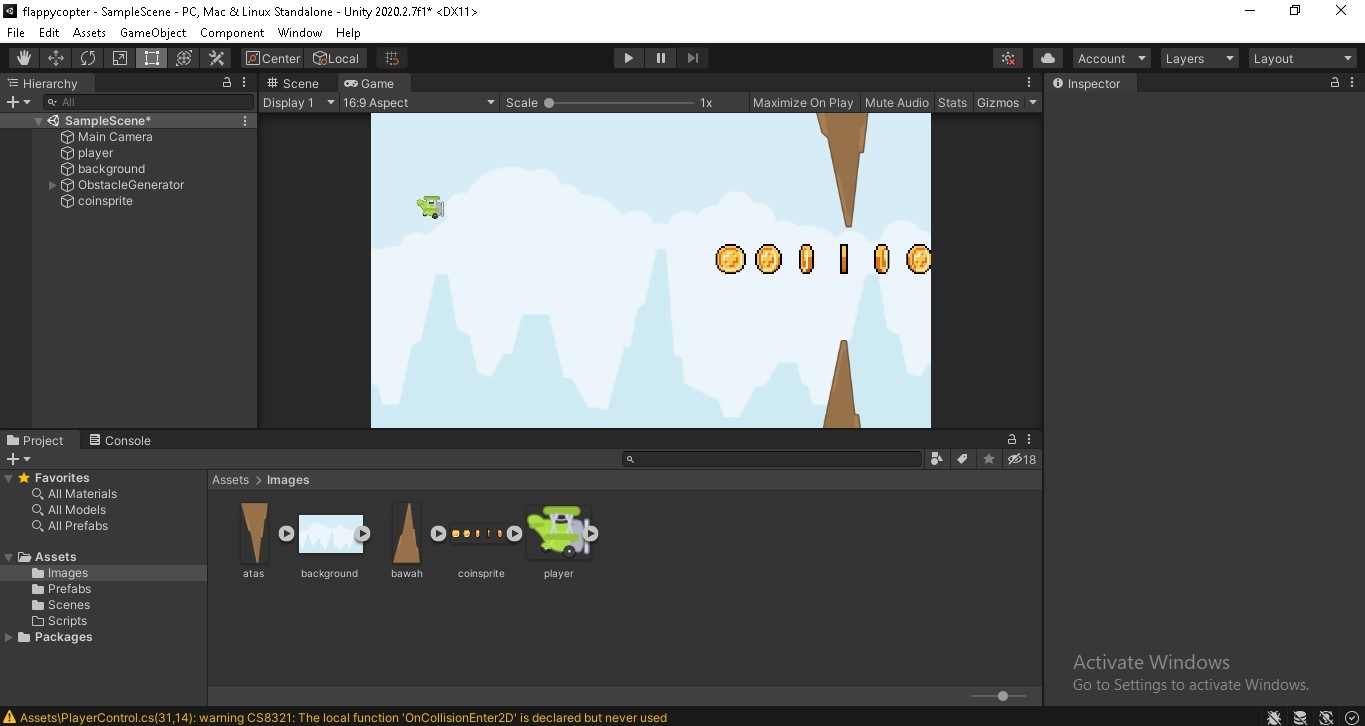 flappycopter - SampleScene - PC, Mac & Linux Standalone - Unity 2020.2.7f1* <DX11>
File Edit Assets GameObject Component Window Help
Center Local Account Layers Layout
Hierarchy Scene Game Inspector
All Display 1 16:9 Aspect Scale 1x Maximize On Play Mute Audio Stats Gizmos
SampleScene*
Main Camera
player
background
ObstacleGenerator
coinsprite
Project Console
18
Favorites Assets > Images
All Materials
All Models
All Prefabs
Assets
Images atas background bawah coinsprite player
Prefabs
Scenes
Scripts
Packages
Activate Windows
Go to Settings to activate Windows.
Assets\PlayerControl.cs(31,14): warning CS8321: The local function 'OnCollisionEnter2D' is declared but never used